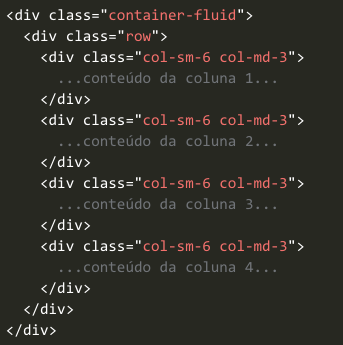 <div class="container-fluid">
  <div class="row">
    <div class="col-sm-6 col-md-3">
      ...conteúdo da coluna 1...
    </div>
    <div class="col-sm-6 col-md-3">
      ...conteúdo da coluna 2...
    </div>
    <div class="col-sm-6 col-md-3">
      ...conteúdo da coluna 3...
    </div>
    <div class="col-sm-6 col-md-3">
      ...conteúdo da coluna 4...
    </div>
  </div>
</div>